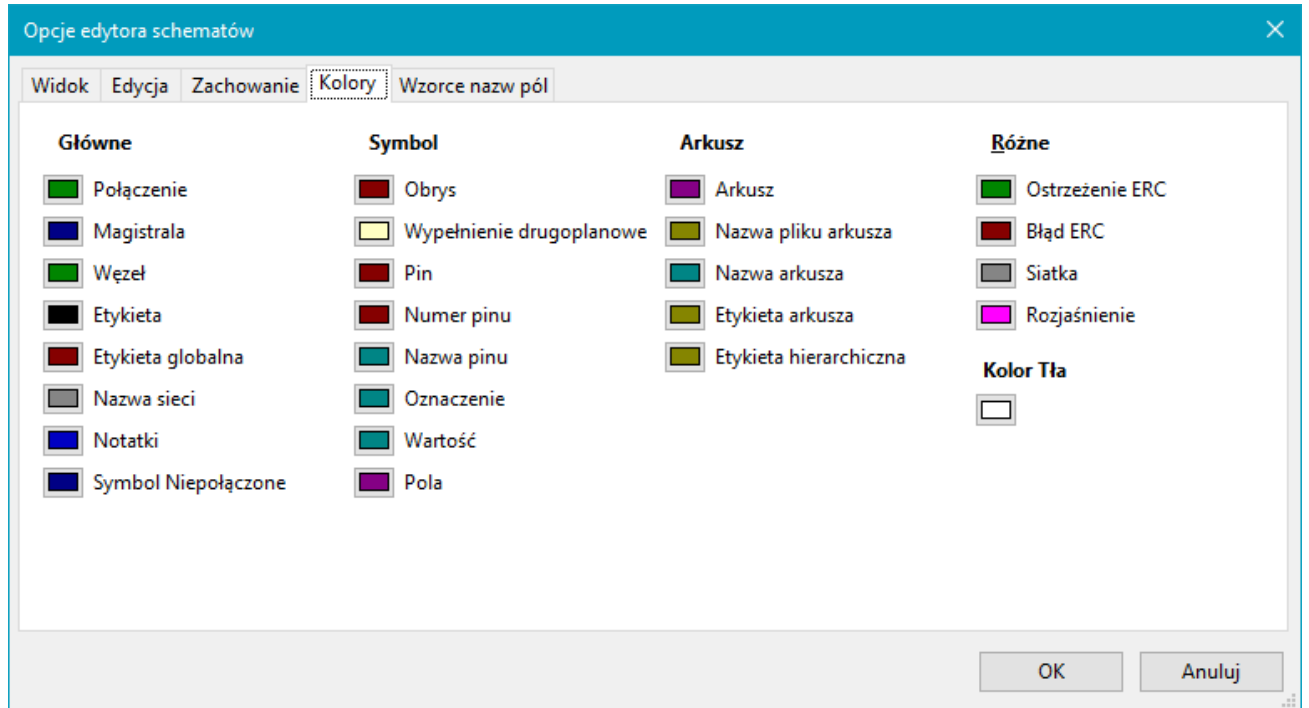 Opcje edytora schematów
Widok Edycja Zachowanie Kolory Wzorce nazw pól
Główne
Połączenie
Magistrala
Węzeł
Etykieta
Etykieta globalna
Nazwa sieci
Notatki
Symbol Niepołączone
Symbol
Obrys
Wypełnienie drugoplanowe
Pin
Numer pinu
Nazwa pinu
Oznaczenie
Wartość
Pola
Arkusz
Arkusz
Nazwa pliku arkusza
Nazwa arkusza
Etykieta arkusza
Etykieta hierarchiczna
Różne
Ostrzeżenie ERC
Błąd ERC
Siatka
Rozjaśnienie
Kolor Tła
OK Anuluj